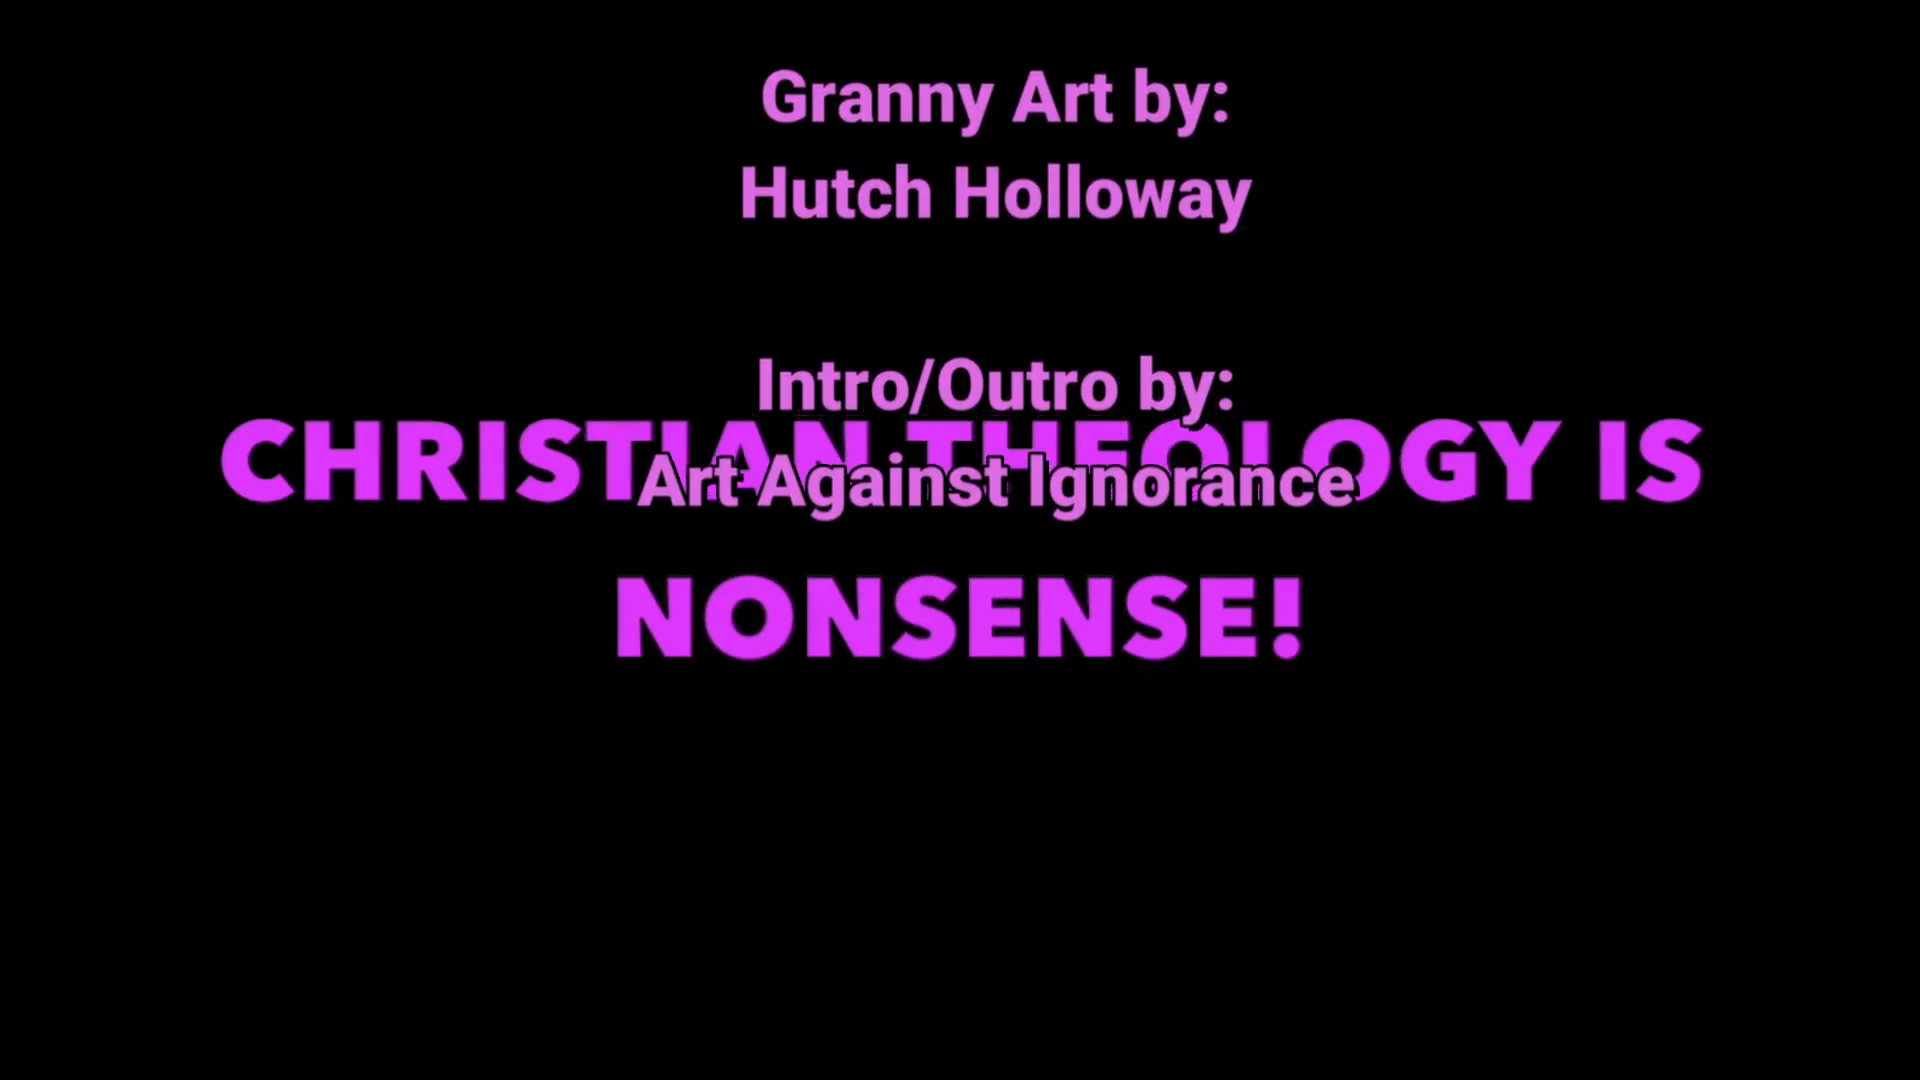 Granny Art by:
Hutch Holloway
Intro/Outro by:
CHRISTIAN THEOLOGY IS
Art Against Ignorance
NONSENSE!